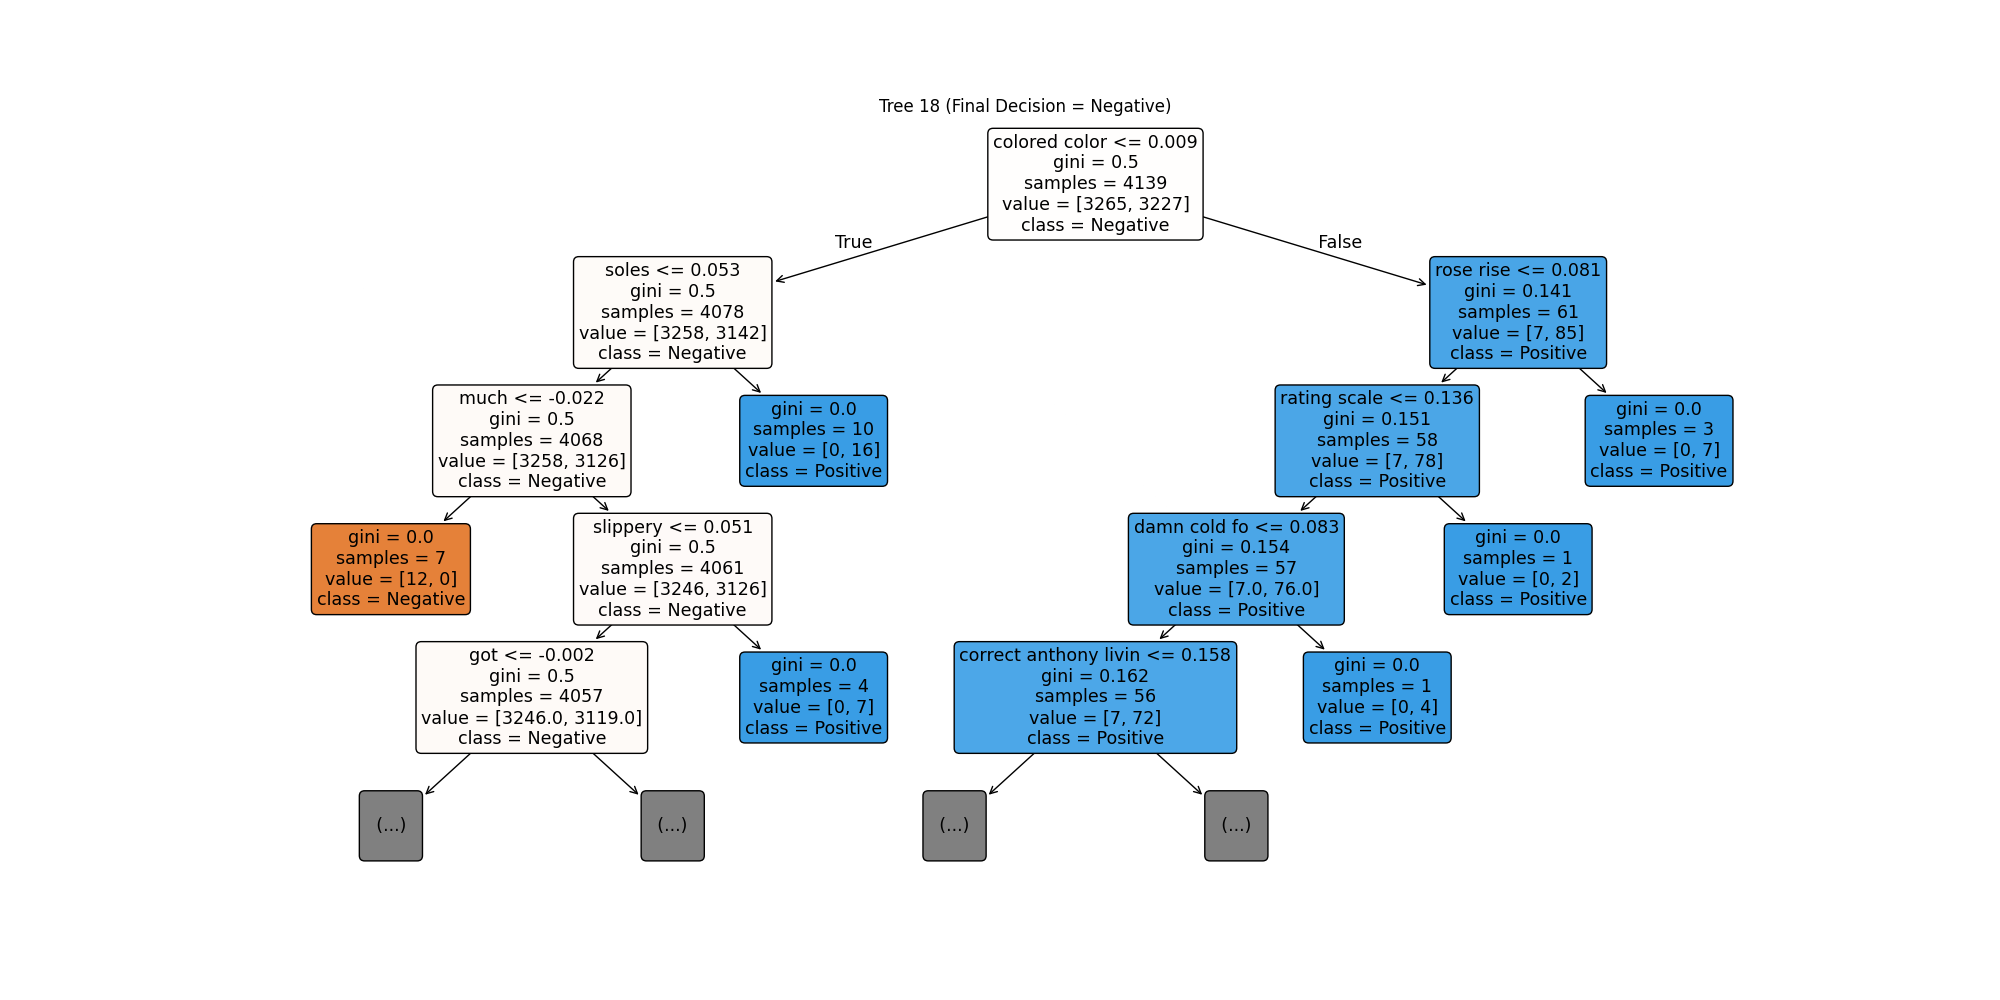 Tree 18 (Final Decision = Negative)
colored color <= 0.009
gini = 0.5
samples = 4139
value = [3265, 3227]
class = Negative
True
False
soles <= 0.053
gini = 0.5
samples = 4078
value = [3258, 3142]
class = Negative
rose rise <= 0.081
gini = 0.141
samples = 61
value = [7, 85]
class = Positive
much <= -0.022
gini = 0.5
samples = 4068
value = [3258, 3126]
class = Negative
gini = 0.0
samples = 10
value = [0, 16]
class = Positive
rating scale <= 0.136
gini = 0.151
samples = 58
value = [7, 78]
class = Positive
gini = 0.0
samples = 3
value = [0, 7]
class = Positive
gini = 0.0
samples = 7
value = [12, 0]
class = Negative
slippery <= 0.051
gini = 0.5
samples = 4061
value = [3246, 3126]
class = Negative
damn cold fo <= 0.083
gini = 0.154
samples = 57
value = [7.0, 76.0]
class = Positive
gini = 0.0
samples = 1
value = [0, 2]
class = Positive
got <= -0.002
gini = 0.5
samples = 4057
value = [3246.0, 3119.0]
class = Negative
gini = 0.0
samples = 4
value = [0, 7]
class = Positive
correct anthony livin <= 0.158
gini = 0.162
samples = 56
value = [7, 72]
class = Positive
gini = 0.0
samples = 1
value = [0, 4]
class = Positive
(...)
(...)
(...)
(...)